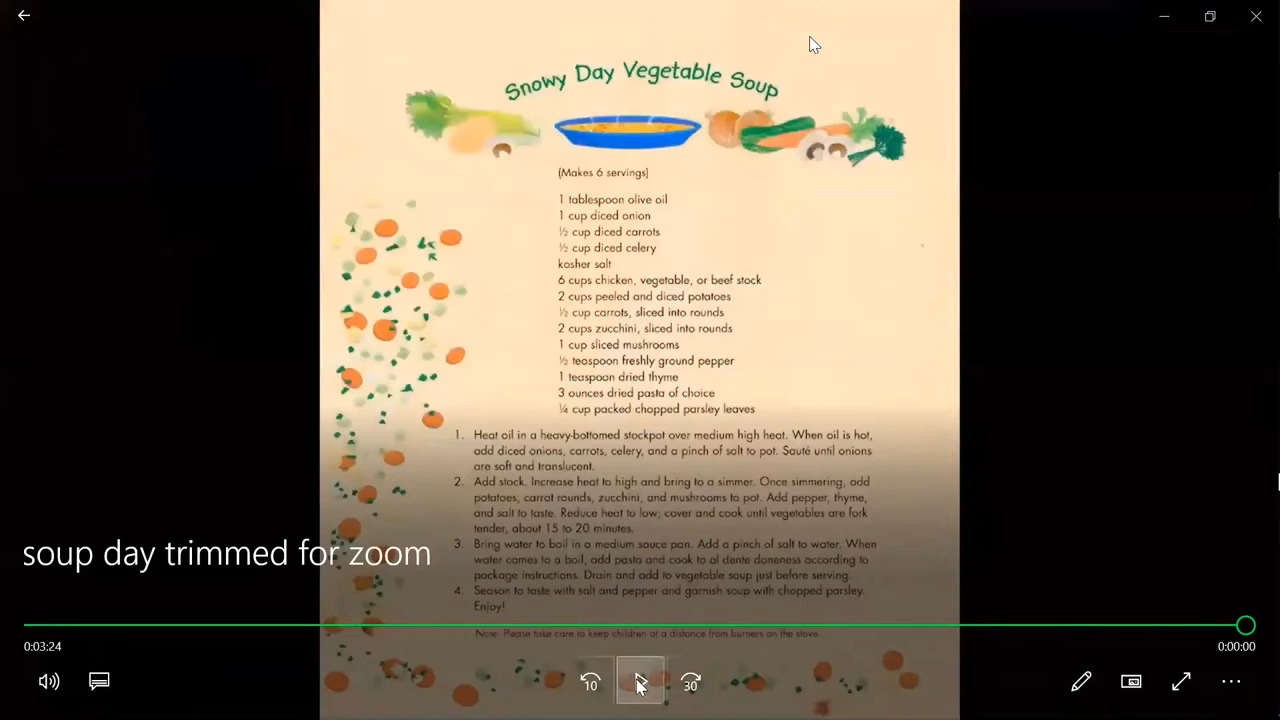 Snowy Day Vegetable Soup
(Makes 6 servings)
1 tablespoon olive oil
1 cup diced onion
½ cup diced carrots
½ cup diced celery
kosher salt
6 cups chicken, vegetable, or beef stock
2 cups peeled and diced potatoes
½ cup carrots, sliced into rounds
2 cups zucchini, sliced into rounds
1 cup sliced mushrooms
½ teaspoon freshly ground pepper
1 teaspoon dried thyme
3 ounces dried pasta of choice
¼ cup packed chopped parsley leaves
1. Heat oil in a heavy-bottomed stockpot over medium high heat. When oil is hot,
add diced onions, carrots, celery, and a pinch of salt to pot. Sauté until onions
are soft and translucent.
2. Add stock. Increase heat to high and bring to a simmer. Once simmering, add
potatoes, carrot rounds, zucchini, and mushrooms to pot. Add pepper, thyme,
and salt to taste. Reduce heat to low; cover and cook until vegetables are fork
tender, about 15 to 20 minutes.
3. Bring water to boil in a medium sauce pan. Add a pinch of salt to water. When
water comes to a boil, add pasta and cook to al dente doneness according to
package instructions. Drain and add to vegetable soup just before serving.
4. Season to taste with salt and pepper and garnish soup with chopped parsley.
Enjoy!
Note: Please take care to keep children at a distance from burners on the stove.
soup day trimmed for zoom
0:03:24
0:00:00
10
30